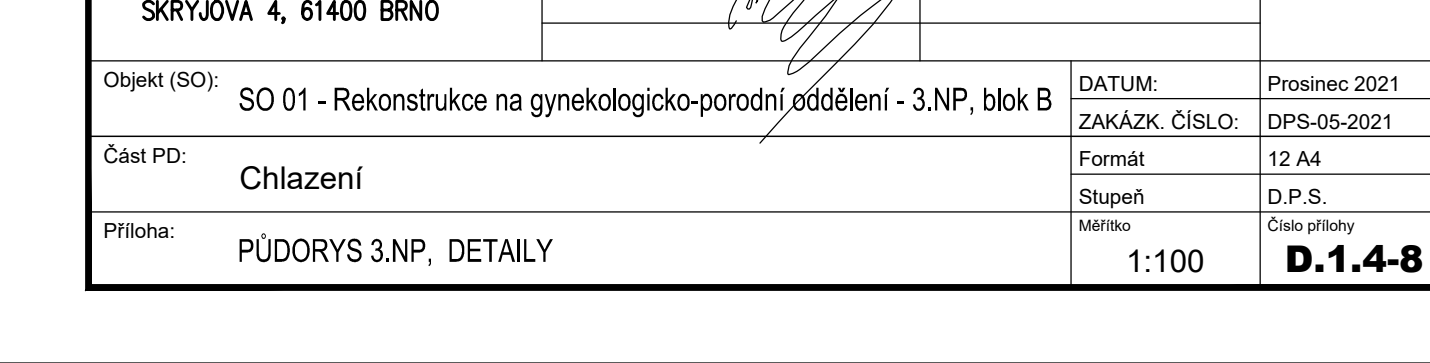 SKRYJOVA 4, 61400 BRNO
Objekt (SO):
SO 01 - Rekonstrukce na gynekologicko-porodní oddělení - 3.NP, blok B
DATUM: Prosinec 2021
ZAKÁZK. ČÍSLO: DPS-05-2021
Část PD:
Chlazení
Formát 12 A4
Stupeň D.P.S.
Příloha:
PŮDORYS 3.NP, DETAILY
Měřítko
1:100
Číslo přílohy
D.1.4-8